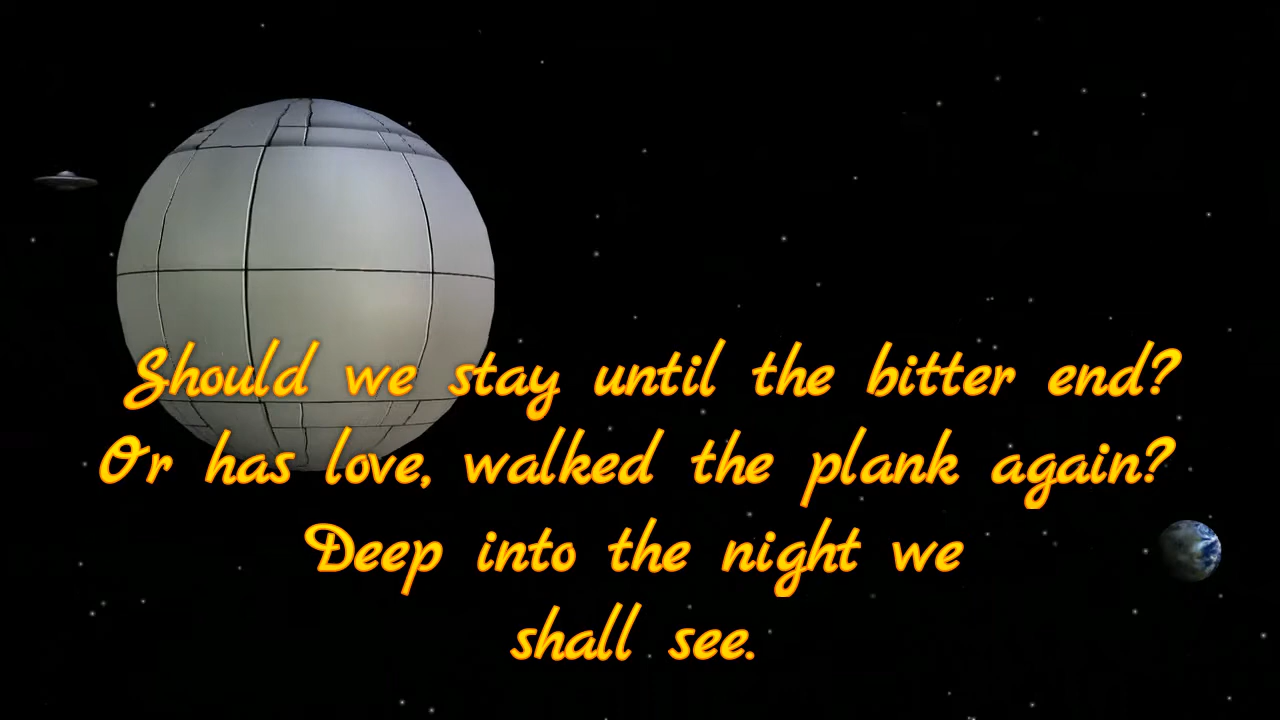 Should we stay until the bitter end?
Or has love, walked the plank again?
Deep into the night we
shall see.